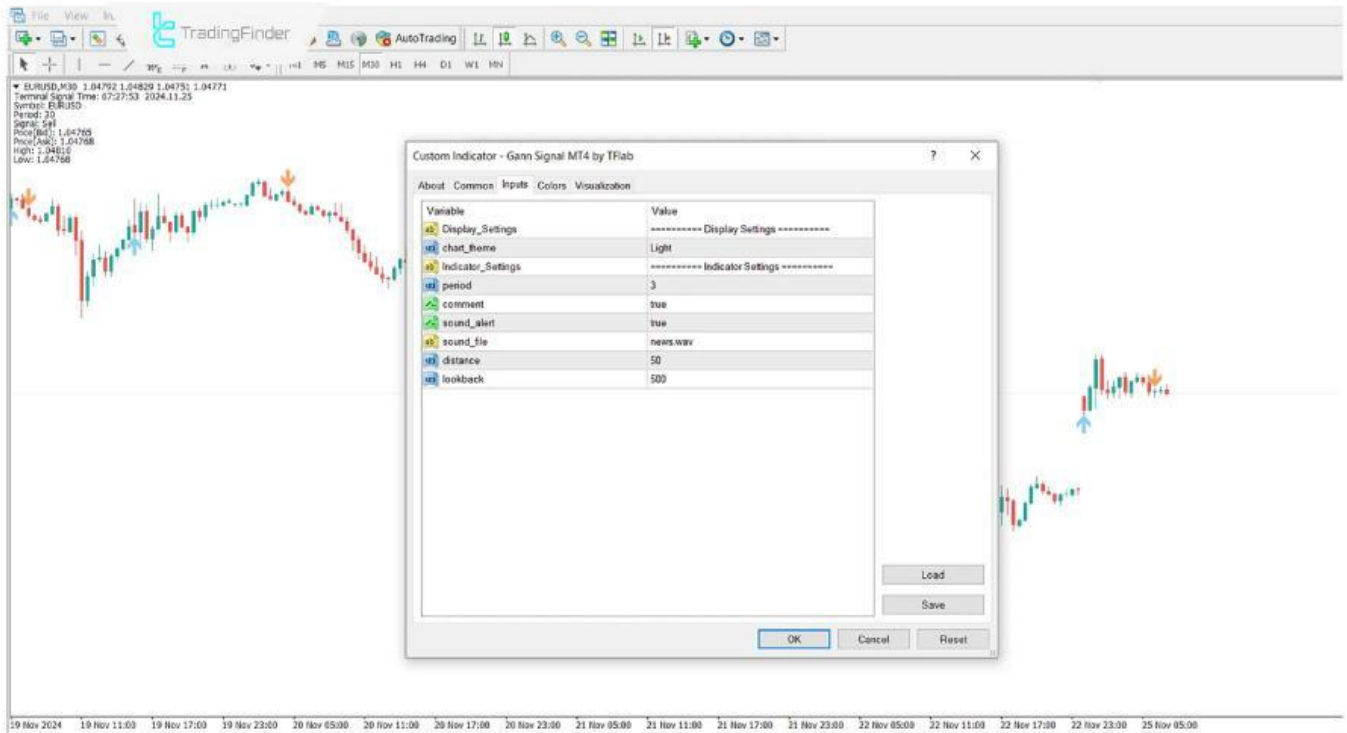 File View
TradingFinder
AutoTrading
M5 M15 M30 H1 H4 D1 W1 MN
EURUSD,M30 1.04792 1.04829 1.04751 1.04771
Terminal Signal Time: 07:27:53 2024.11.25
Symbol: EURUSD
Period: 30
Signal: Sell
Price[Bid]: 1.04765
Price[Ask]: 1.04768
High: 1.04810
Low: 1.04768
Custom Indicator - Gann Signal MT4 by TFlab ?
About Common Inputs Colors Visualization
Variable Value
Display_Settings ========== Display Settings ==========
chart_theme Light
Indicator_Settings ========== Indicator Settings ==========
period 3
comment true
sound_alert true
sound_file news.wav
distance 50
lookback 500
Load
Save
OK Cancel Reset
19 Nov 2024 19 Nov 11:00 19 Nov 17:00 19 Nov 23:00 20 Nov 05:00 20 Nov 11:00 20 Nov 17:00 20 Nov 23:00 21 Nov 05:00 21 Nov 11:00 21 Nov 17:00 21 Nov 23:00 22 Nov 05:00 22 Nov 11:00 22 Nov 17:00 22 Nov 23:00 25 Nov 05:00